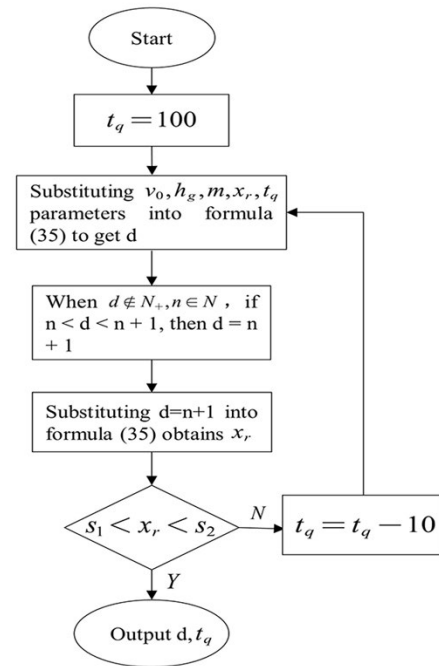 Start
t_q = 100
Substituting v_0, h_g, m, x_r, t_q
parameters into formula
(35) to get d
When d ∉ N_+, n ∈ N , if
n < d < n + 1, then d = n
+ 1
Substituting d=n+1 into
formula (35) obtains x_r
s_1 < x_r < s_2
N
t_q = t_q − 10
Y
Output d, t_q